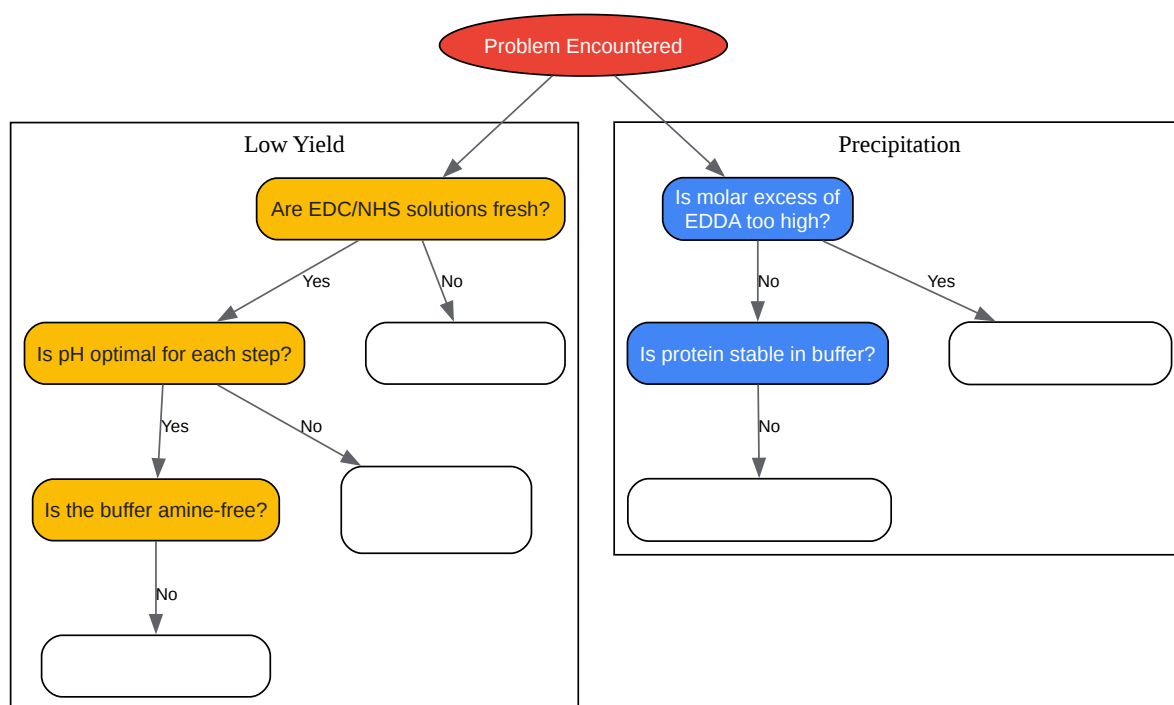 Problem Encountered
Low Yield
Precipitation
Are EDC/NHS solutions fresh?
Is molar excess of
EDDA too high?
Yes
No
No
Yes
Is pH optimal for each step?
Is protein stable in buffer?
Yes
No
No
Is the buffer amine-free?
No